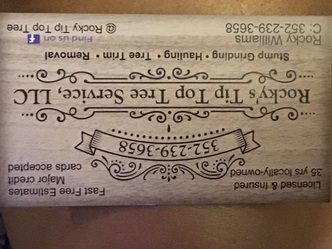 Licensed & Insured
35 yrs locally-owned
Fast Free Estimates
Major credit
cards accepted
352-239-3658
Rocky's Tip Top Tree Service, LLC
Stump Grinding • Hauling • Tree Trim • Removal
Rocky Williams
C: 352-239-3658
Find us on f
@ Rocky Tip Top Tree